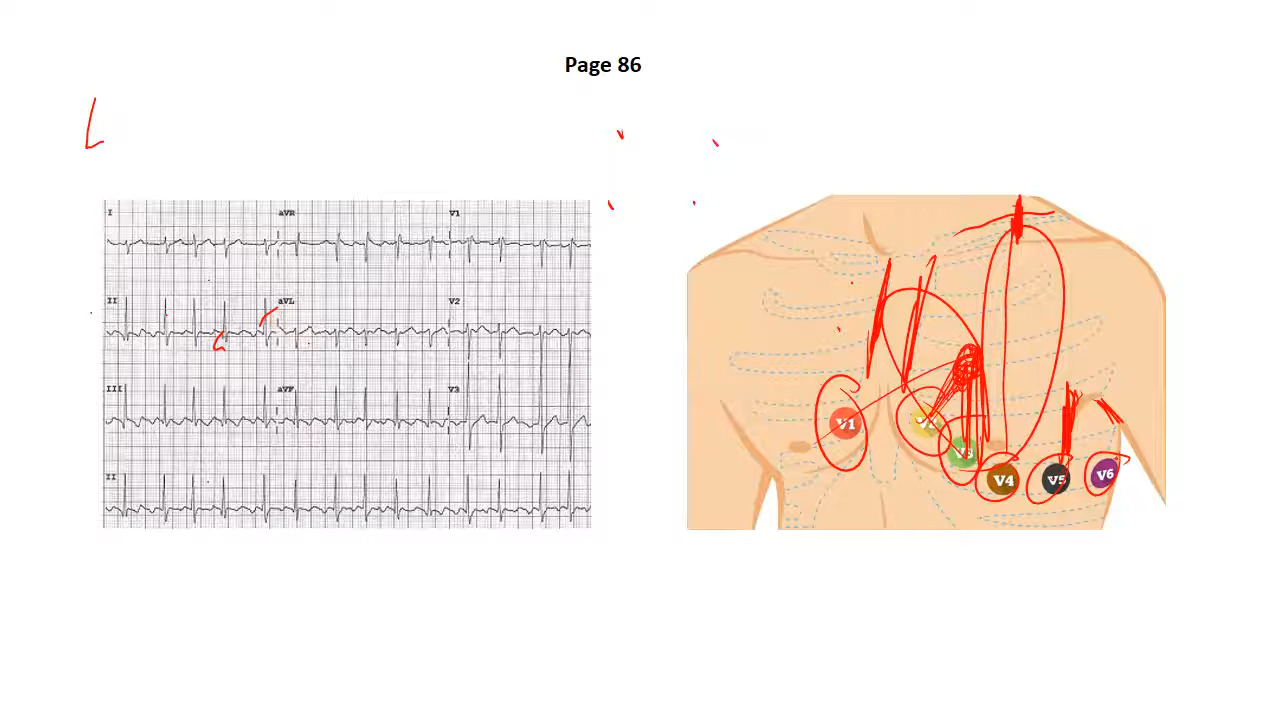 Page 86
I aVR V1
II aVL V2
III aVF V3
II
V1 V3 V4 V5 V6